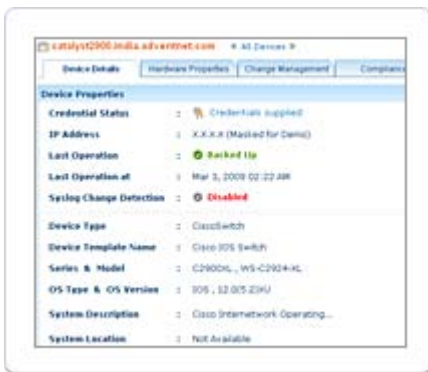 catalyst2900.india.adventnet.com « All Devices »
Device Details Hardware Properties Change Management Compliance
Device Properties
Credential Status : Credentials supplied
IP Address : X.X.X.X (Masked for Demo)
Last Operation : Backed Up
Last Operation at : Mar 3, 2009 02:22 AM
Syslog Change Detection : Disabled
Device Type : CiscoSwitch
Device Template Name : Cisco IOS Switch
Series & Model : C2900XL , WS-C2924-XL
OS Type & OS Version : IOS , 12.0(5.2)XU
System Description : Cisco Internetwork Operating...
System Location : Not Available